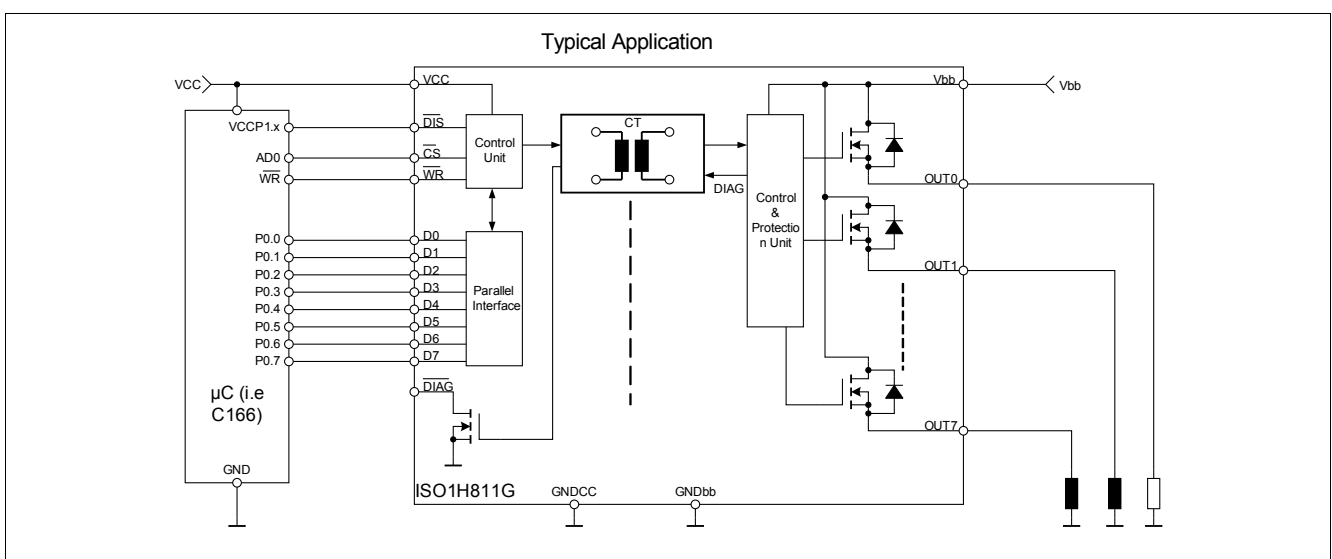 Typical Application
VCC
VCC
Vbb
Vbb
VCCP1.x
DIS
Control
Unit
CT
AD0
CS
WR
WR
DIAG
OUT0
Control
&
Protectio
n Unit
P0.0
D0
P0.1
D1
P0.2
D2
P0.3
D3
P0.4
D4
P0.5
D5
P0.6
D6
P0.7
D7
Parallel
Interface
OUT1
µC (i.e
C166)
DIAG
OUT7
GND
ISO1H811G
GNDCC
GNDbb